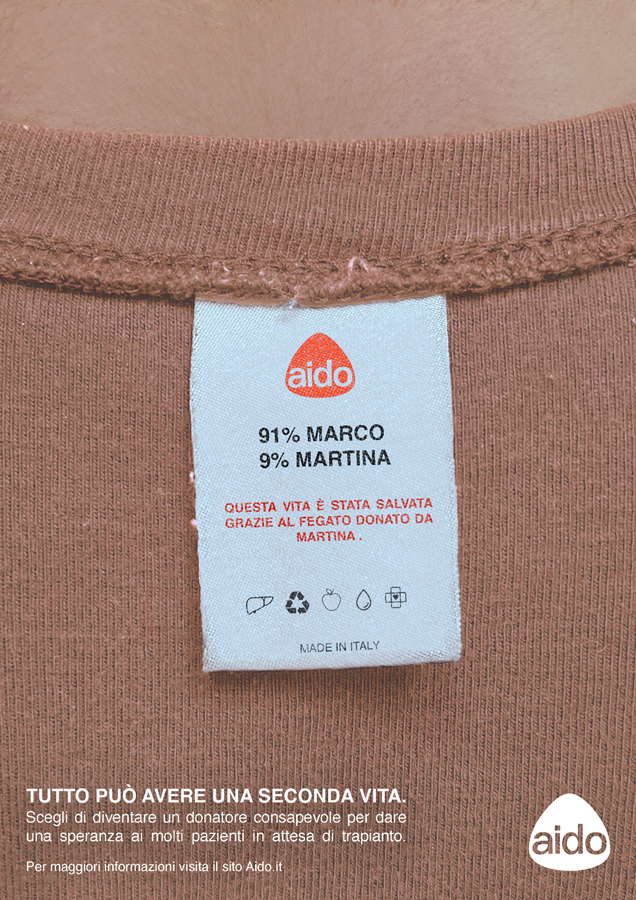 aido
91% MARCO
9% MARTINA
QUESTA VITA È STATA SALVATA
GRAZIE AL FEGATO DONATO DA
MARTINA .
MADE IN ITALY
TUTTO PUÒ AVERE UNA SECONDA VITA.
Scegli di diventare un donatore consapevole per dare
una speranza ai molti pazienti in attesa di trapianto.
Per maggiori informazioni visita il sito Aido.it
aido